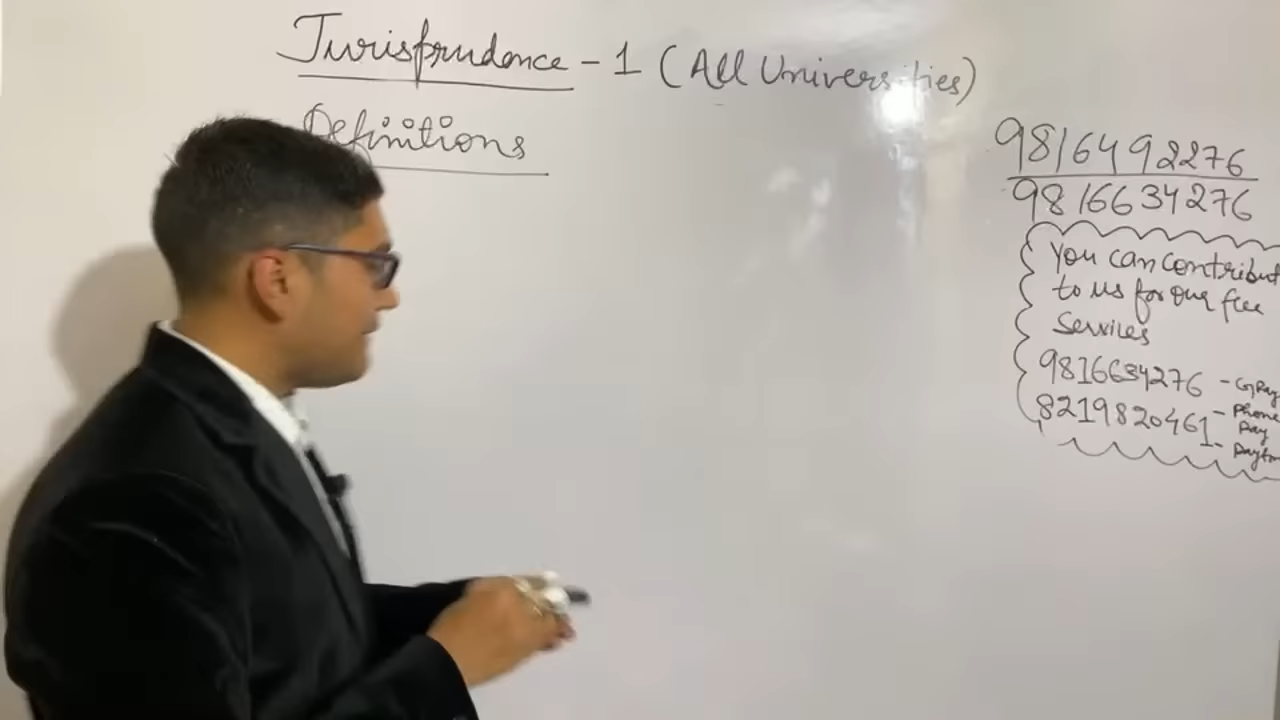 Jurisprudence - 1 (All Universities)
Definitions
9816492276
9816634276
You can contribut
to us for our free
Services
9816634276 - G Pay
8219820461 - Phone
Pay
- Paytm